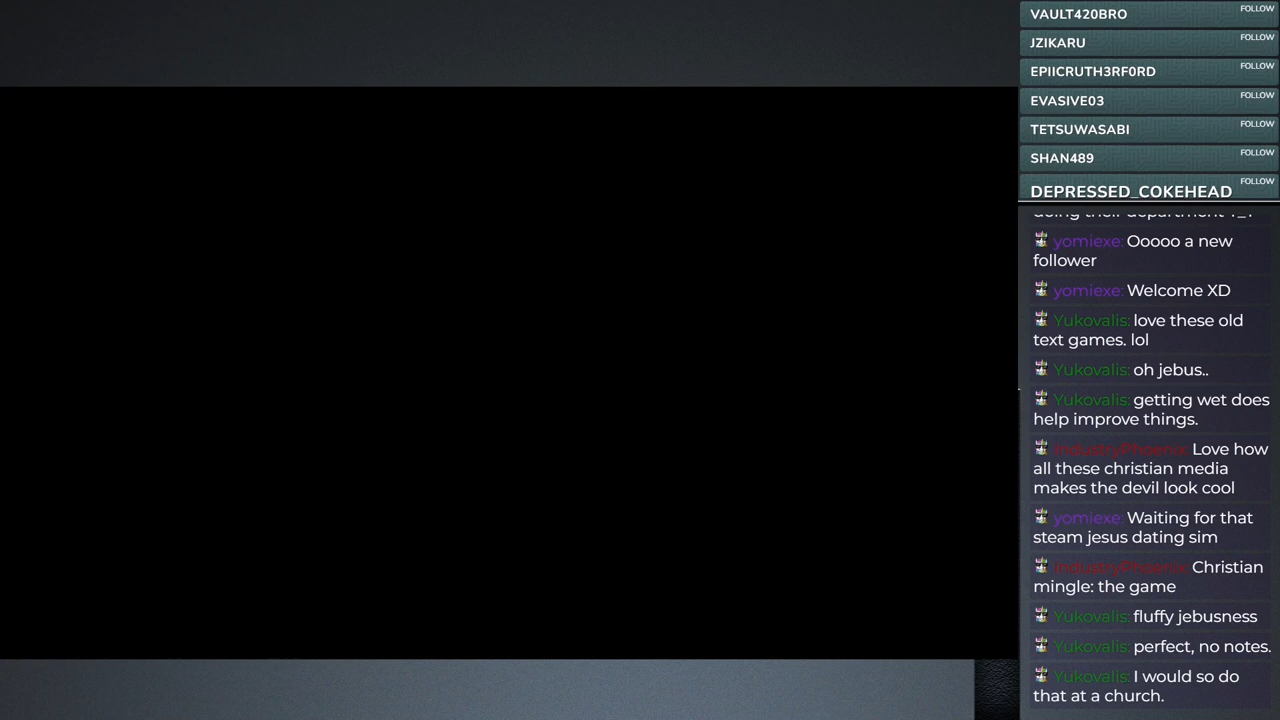 VAULT420BRO FOLLOW
JZIKARU FOLLOW
EPIICRUTH3RF0RD FOLLOW
EVASIVE03 FOLLOW
TETSUWASABI FOLLOW
SHAN489 FOLLOW
DEPRESSED_COKEHEAD FOLLOW
doing their department T_T
yomiexe: Ooooo a new
follower
yomiexe: Welcome XD
Yukovalis: love these old
text games. lol
Yukovalis: oh jebus..
Yukovalis: getting wet does
help improve things.
IndustryPhoenix: Love how
all these christian media
makes the devil look cool
yomiexe: Waiting for that
steam jesus dating sim
IndustryPhoenix: Christian
mingle: the game
Yukovalis: fluffy jebusness
Yukovalis: perfect, no notes.
Yukovalis: I would so do
that at a church.